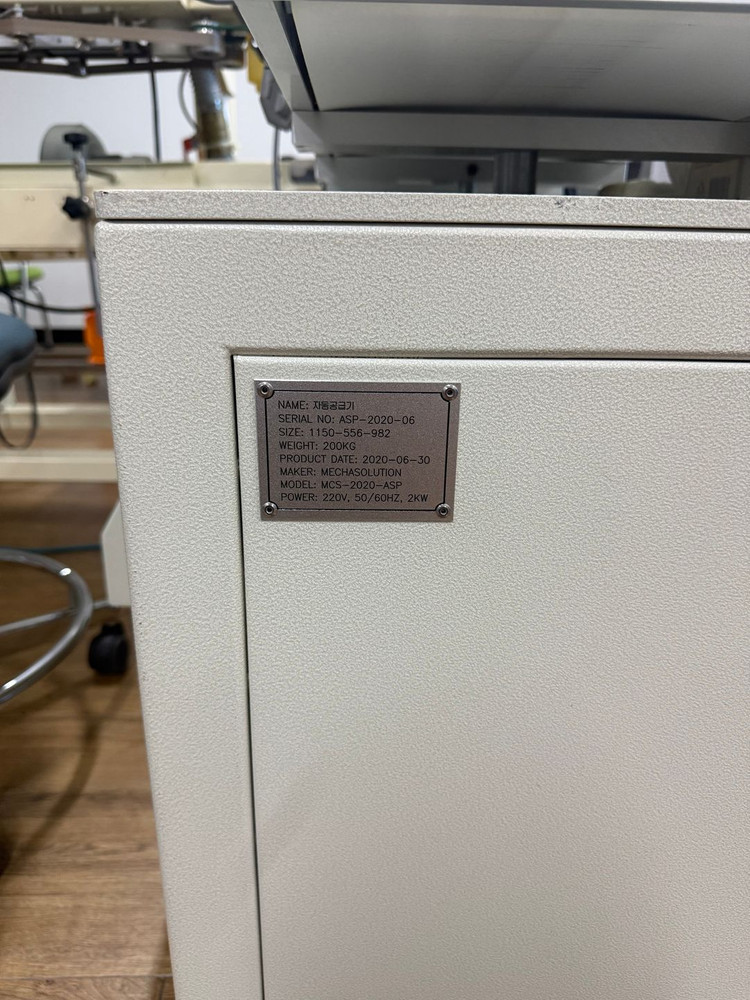 NAME: 자동공급기
SERIAL NO: ASP-2020-06
SIZE: 1150-556-982
WEIGHT: 200KG
PRODUCT DATE: 2020-06-30
MAKER: MECHASOLUTION
MODEL: MCS-2020-ASP
POWER: 220V, 50/60HZ, 2KW